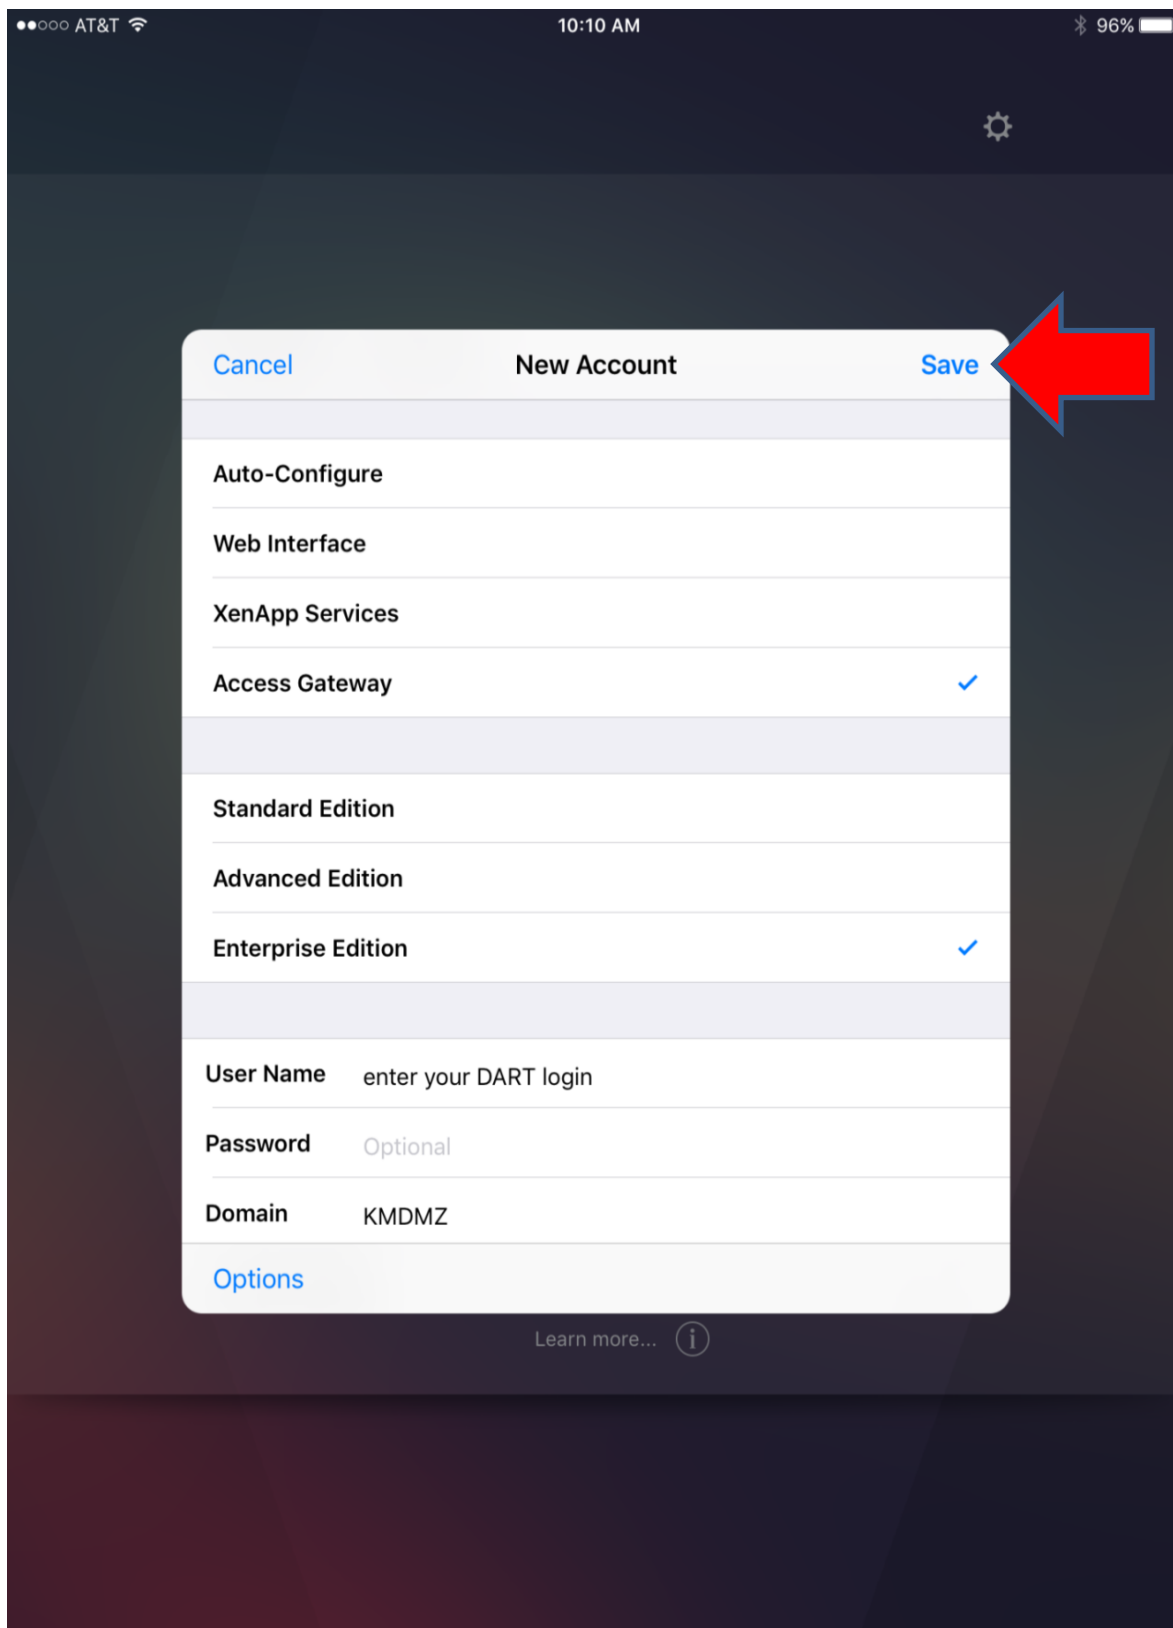 AT&T 10:10 AM 96%
Cancel New Account Save
Auto-Configure
Web Interface
XenApp Services
Access Gateway
Standard Edition
Advanced Edition
Enterprise Edition
User Name enter your DART login
Password Optional
Domain KMDMZ
Options
Learn more... i